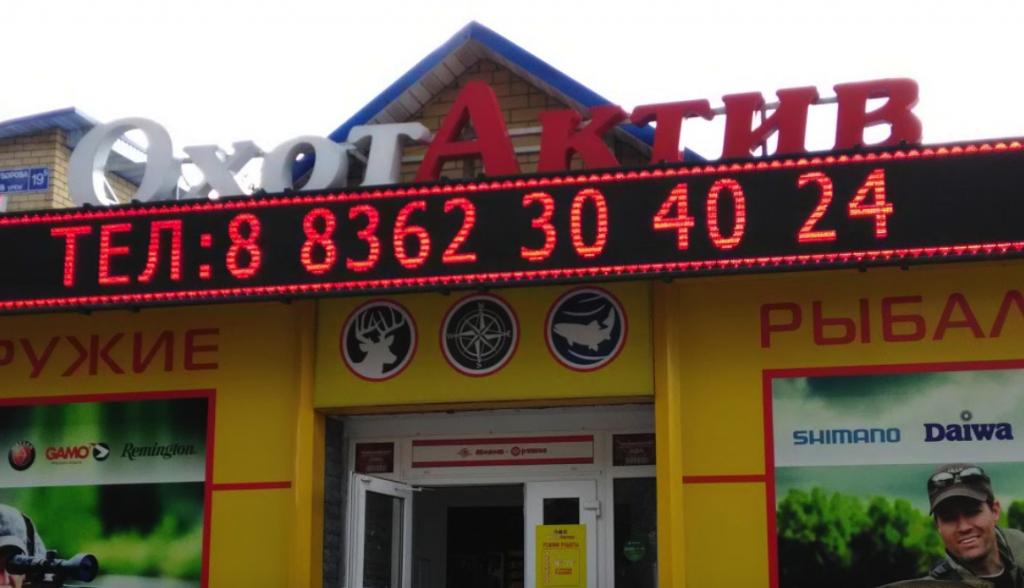 ОхотАктив
19
ТЕЛ:8 8362 30 40 24
РУЖИЕ
РЫБАЛ
GAMO
Remington
SHIMANO
Daiwa